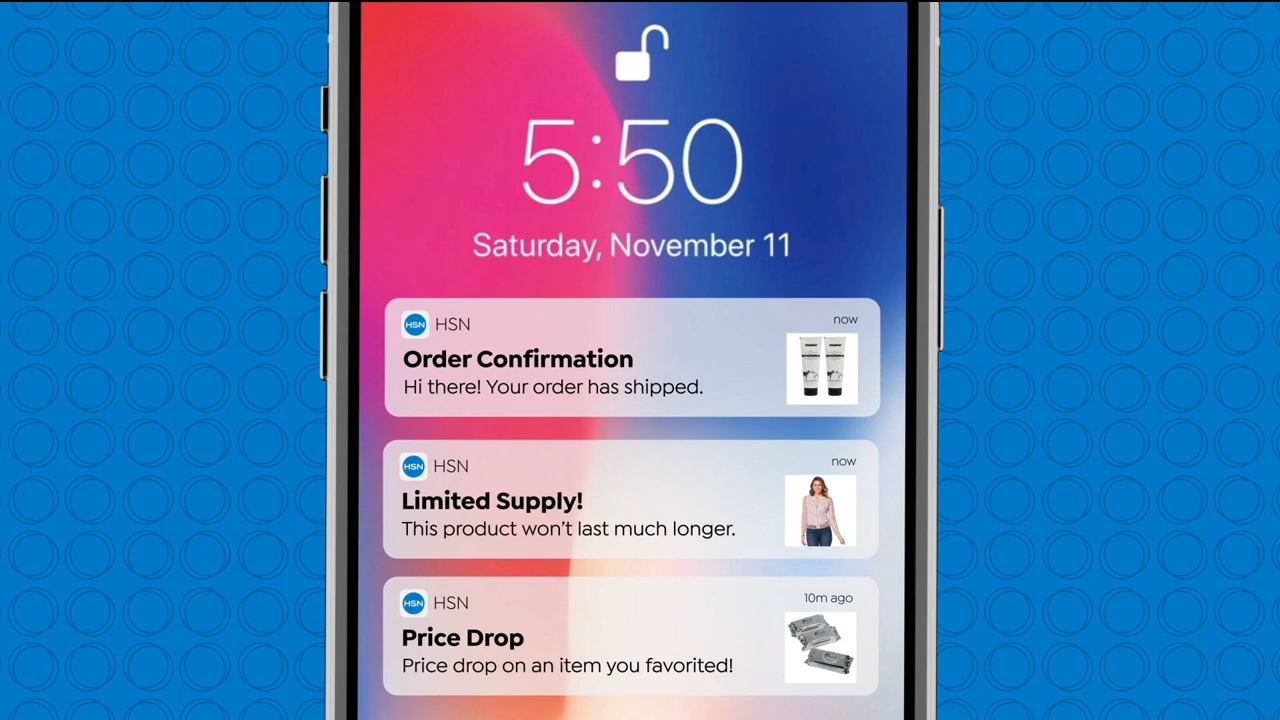 5:50
Saturday, November 11
HSN HSN now
Order Confirmation
Hi there! Your order has shipped.
HSN HSN now
Limited Supply!
This product won't last much longer.
HSN HSN 10m ago
Price Drop
Price drop on an item you favorited!